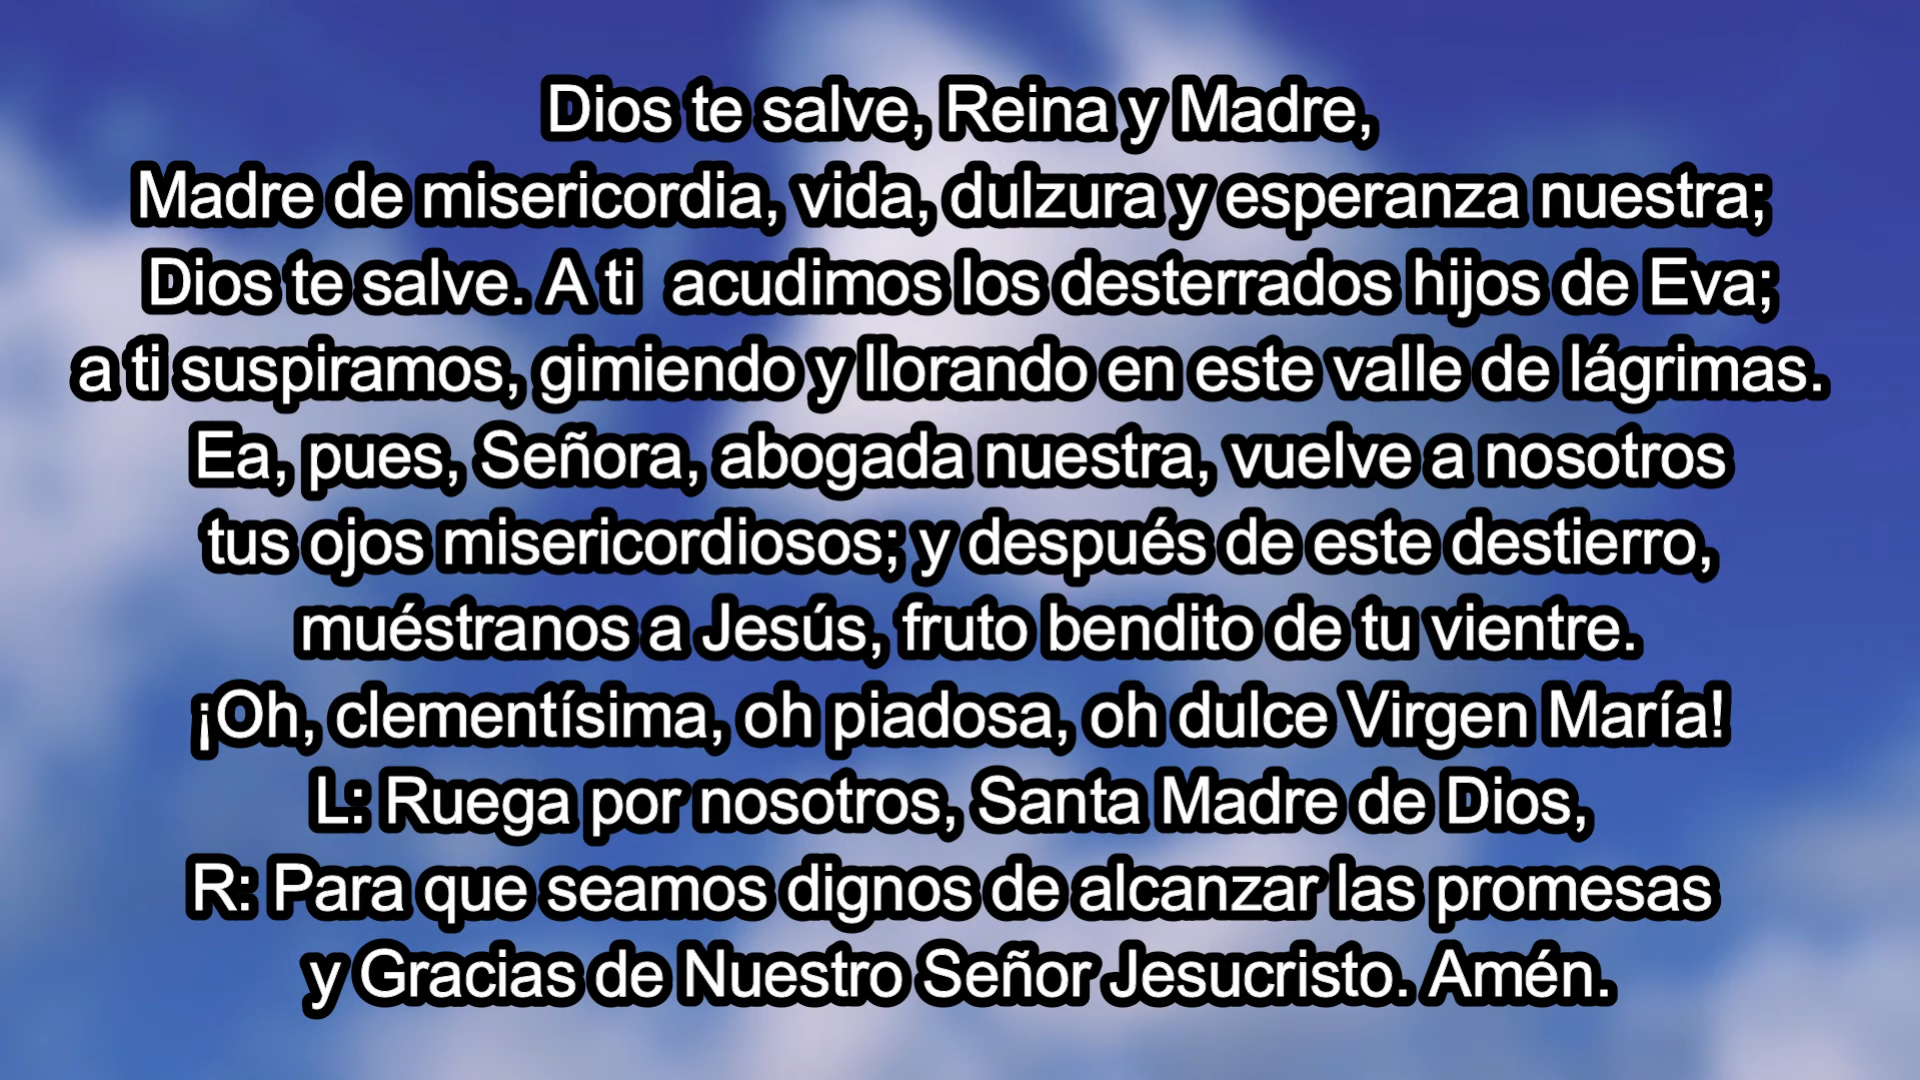 Dios te salve, Reina y Madre,
Madre de misericordia, vida, dulzura y esperanza nuestra;
Dios te salve. A ti  acudimos los desterrados hijos de Eva;
a ti suspiramos, gimiendo y llorando en este valle de lágrimas.
Ea, pues, Señora, abogada nuestra, vuelve a nosotros
tus ojos misericordiosos; y después de este destierro,
muéstranos a Jesús, fruto bendito de tu vientre.
¡Oh, clementísima, oh piadosa, oh dulce Virgen María!
L: Ruega por nosotros, Santa Madre de Dios,
R: Para que seamos dignos de alcanzar las promesas
y Gracias de Nuestro Señor Jesucristo. Amén.